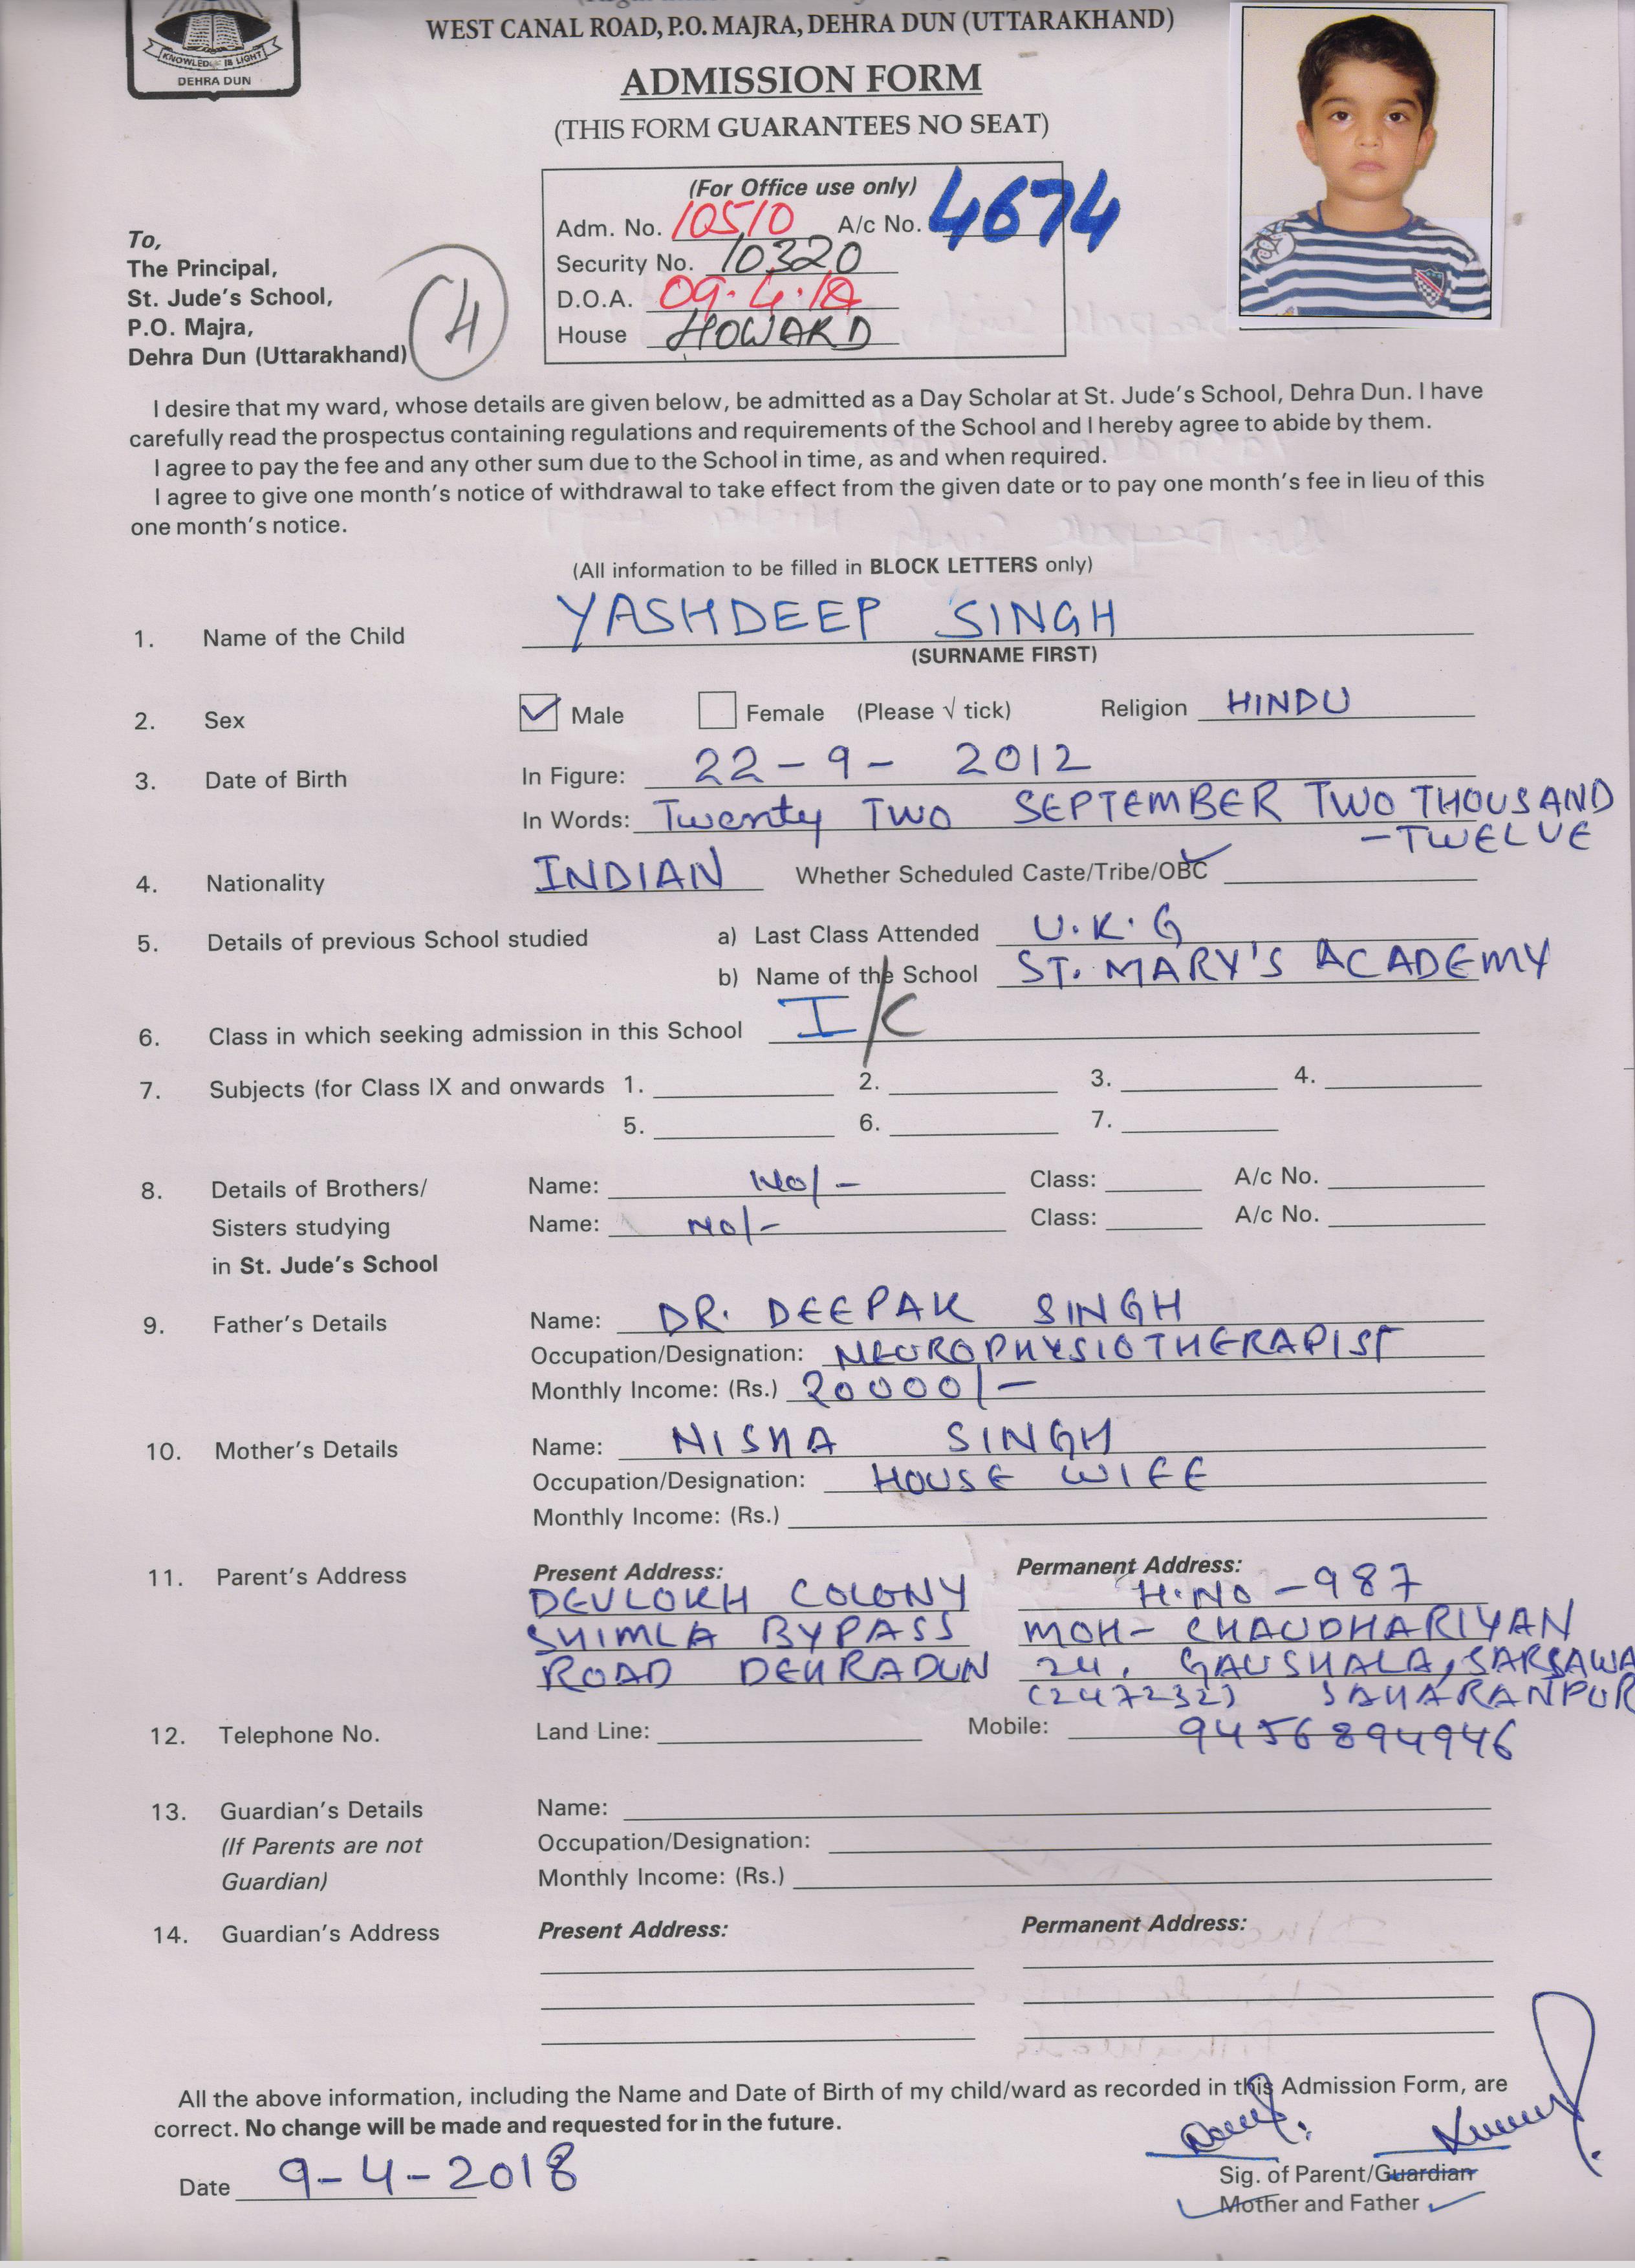 KNOWLEDGE IS LIGHT
DEHRA DUN
WEST CANAL ROAD, P.O. MAJRA, DEHRA DUN (UTTARAKHAND)
ADMISSION FORM
(THIS FORM GUARANTEES NO SEAT)
(For Office use only)
Adm. No. 10510 A/c No. 4674
Security No. 10320
D.O.A. 09.4.18
House HOWARD
To,
The Principal,
St. Jude's School,
P.O. Majra,
Dehra Dun (Uttarakhand)
4
I desire that my ward, whose details are given below, be admitted as a Day Scholar at St. Jude's School, Dehra Dun. I have
carefully read the prospectus containing regulations and requirements of the School and I hereby agree to abide by them.
I agree to pay the fee and any other sum due to the School in time, as and when required.
I agree to give one month's notice of withdrawal to take effect from the given date or to pay one month's fee in lieu of this
one month's notice.
(All information to be filled in BLOCK LETTERS only)
1. Name of the Child YASHDEEP SINGH
(SURNAME FIRST)
2. Sex Male Female (Please √ tick) Religion HINDU
3. Date of Birth In Figure: 22-9-2012
In Words: Twenty TWO SEPTEMBER TWO THOUSAND
-TWELVE
4. Nationality INDIAN Whether Scheduled Caste/Tribe/OBC
5. Details of previous School studied a) Last Class Attended U.K.G
b) Name of the School ST. MARY'S ACADEMY
6. Class in which seeking admission in this School I/C
7. Subjects (for Class IX and onwards 1. 2. 3. 4.
5. 6. 7.
8. Details of Brothers/ Name: No/- Class: A/c No.
Sisters studying Name: No/- Class: A/c No.
in St. Jude's School
9. Father's Details Name: DR. DEEPAK SINGH
Occupation/Designation: NEUROPHYSIOTHERAPIST
Monthly Income: (Rs.) 20000/-
10. Mother's Details Name: NISHA SINGH
Occupation/Designation: HOUSE WIFE
Monthly Income: (Rs.)
11. Parent's Address Present Address: Permanent Address:
DEVLOKH COLONY H.NO -987
SHIMLA BYPASS MOH- CHAUDHARIYAN
ROAD DEHRADUN 24, GAUSHALA, SARSAWA
(247232) SAHARANPUR
12. Telephone No. Land Line: Mobile: 9456894946
13. Guardian's Details Name:
(If Parents are not Occupation/Designation:
Guardian) Monthly Income: (Rs.)
14. Guardian's Address Present Address: Permanent Address:
All the above information, including the Name and Date of Birth of my child/ward as recorded in this Admission Form, are
correct. No change will be made and requested for in the future.
Date 9-4-2018
Sig. of Parent/Guardian
Mother and Father